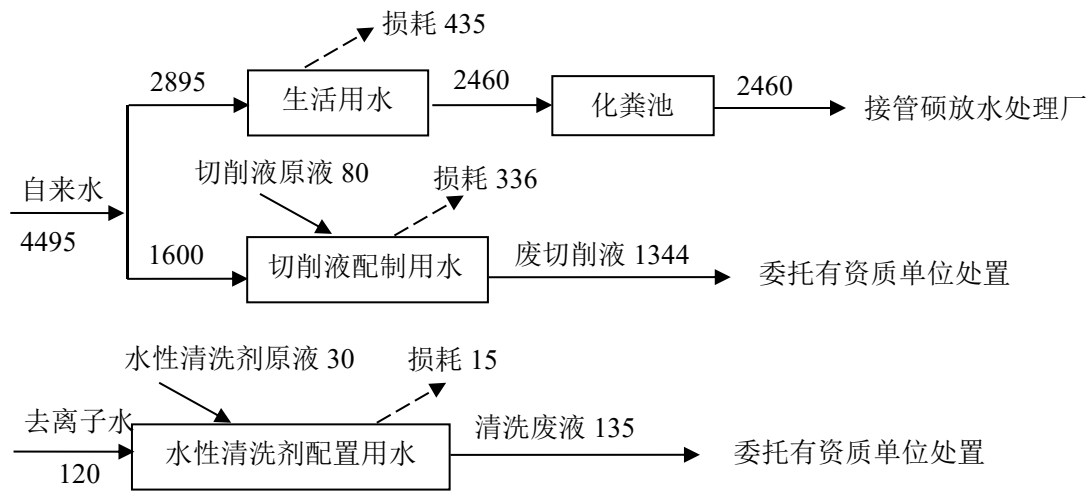 损耗 435
2895
生活用水
2460
化粪池
2460
接管硕放水处理厂
切削液原液 80
损耗 336
自来水
4495
1600
切削液配制用水
废切削液 1344
委托有资质单位处置
水性清洗剂原液 30
损耗 15
去离子水
120
水性清洗剂配置用水
清洗废液 135
委托有资质单位处置